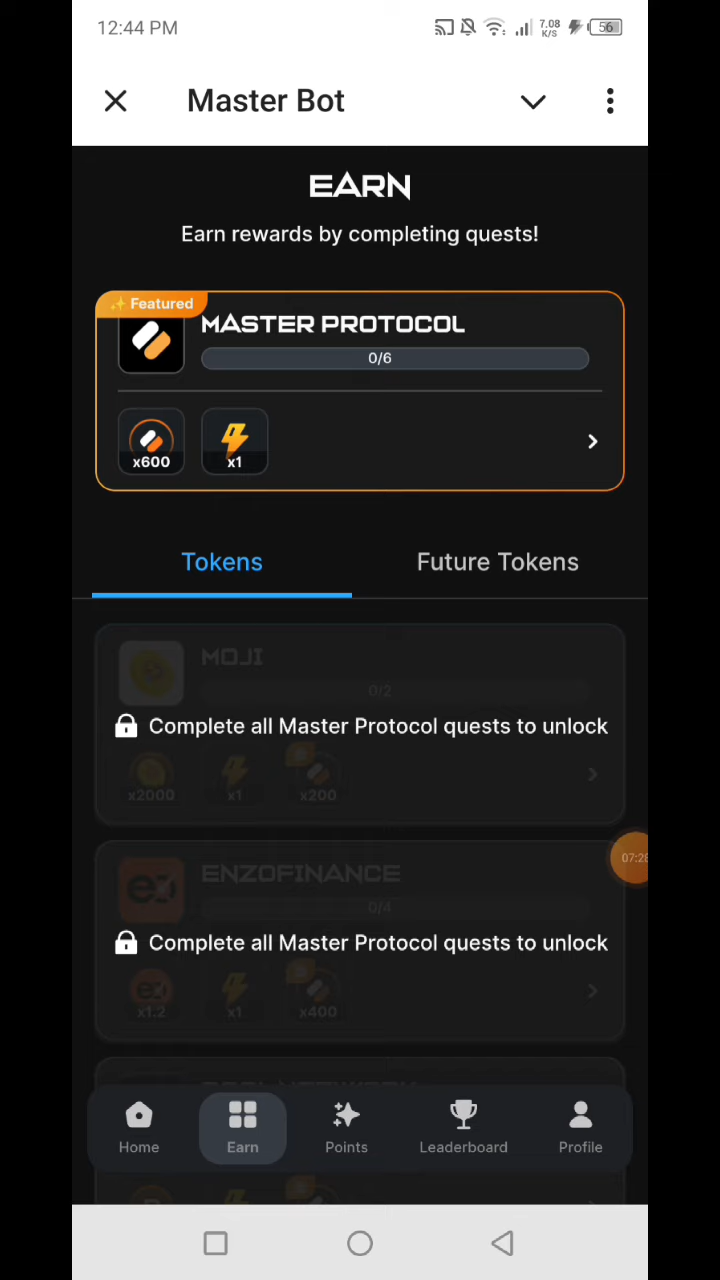 12:44 PM
7.08
K/S
56
Master Bot
EARN
Earn rewards by completing quests!
Featured
MASTER PROTOCOL
0/6
x600
x1
Tokens
Future Tokens
MOJI
0/2
Complete all Master Protocol quests to unlock
x2000
x1
x200
07:28
ENZOFINANCE
0/4
Complete all Master Protocol quests to unlock
x1.2
x1
x400
Home
Earn
Points
Leaderboard
Profile